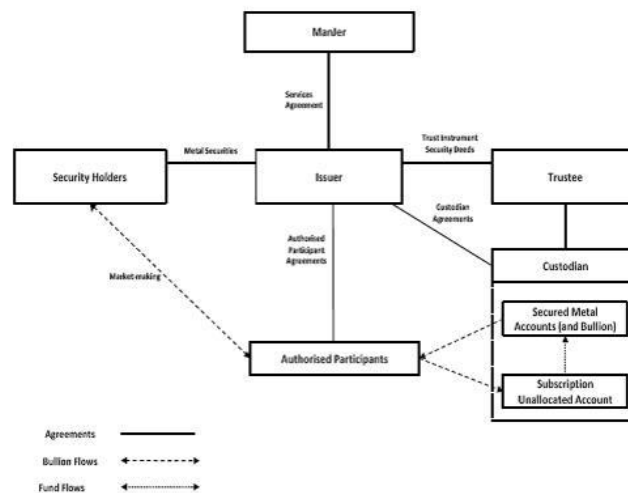 ManJer
Services
Agreement
Security Holders
Metal Securities
Issuer
Trust Instrument
Security Deeds
Trustee
Custodian
Agreements
Authorised
Participant
Agreements
Custodian
Market-making
Secured Metal
Accounts (and Bullion)
Authorised Participants
Subscription
Unallocated Account
Agreements
Bullion Flows
Fund Flows